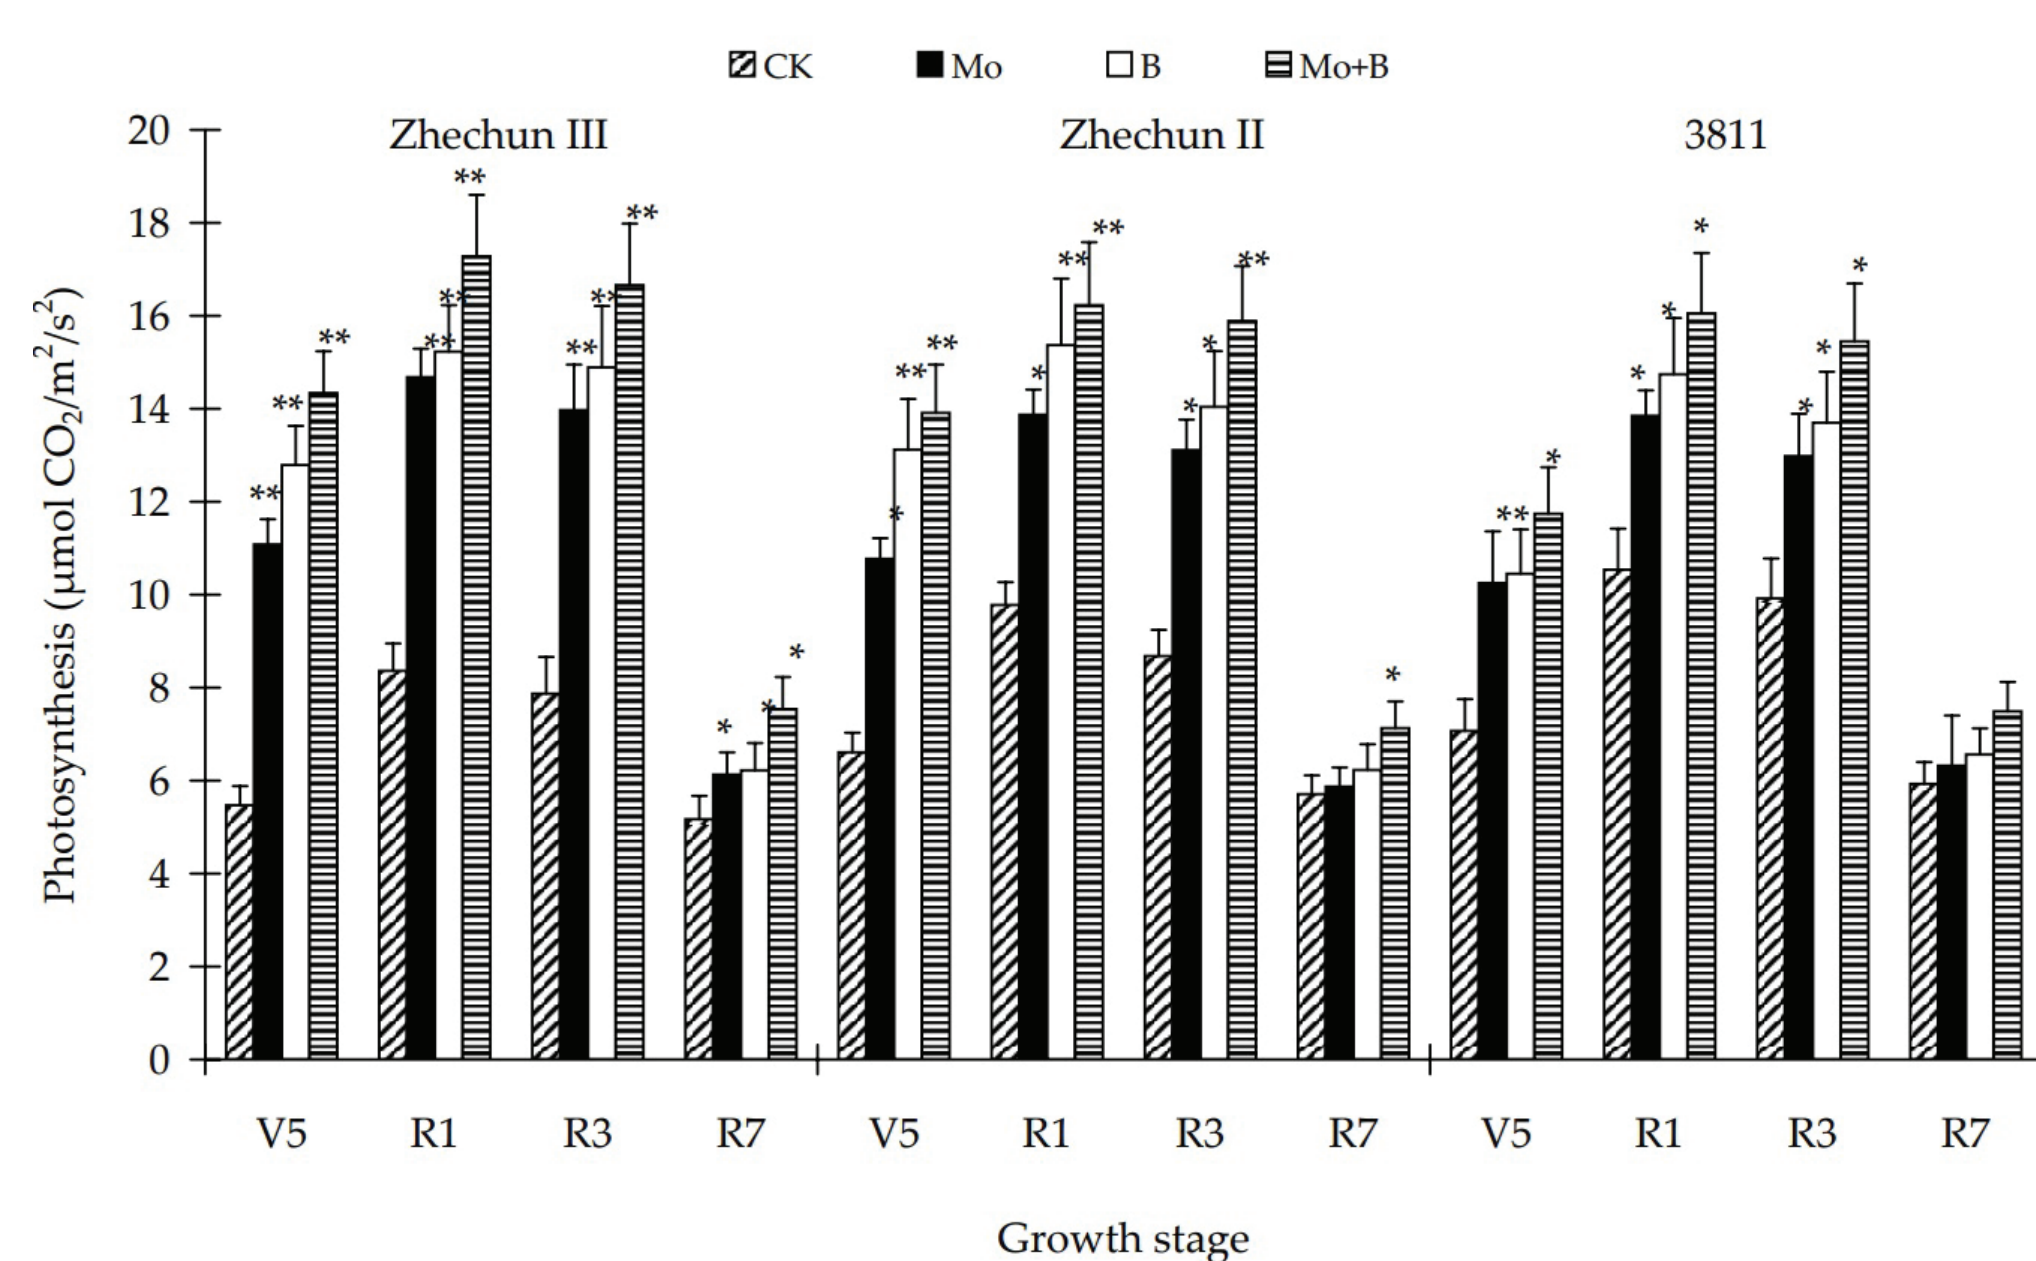 CK Mo B Mo+B
Zhechun III Zhechun II 3811
20
18
16
14
12
10
8
6
4
2
0
Photosynthesis (µmol CO2/m²/s²)
** ** ** ** ** ** ** ** ** * * *
* ** ** * ** ** * * ** *
** * * * * * * *
V5 R1 R3 R7 V5 R1 R3 R7 V5 R1 R3 R7
Growth stage